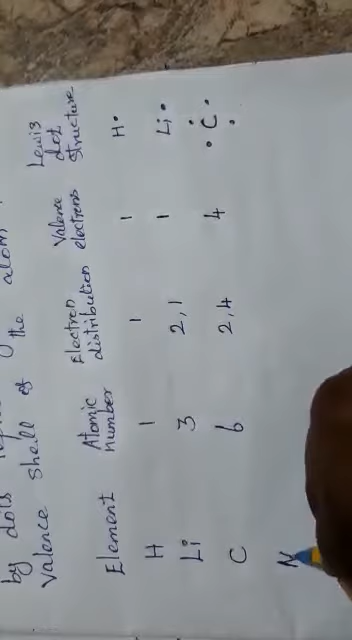 by dots
Valence shell of the atom
Element Atomic number Electron distribution Valence electrons Lewis dot structure
H 1 1 1 H•
Li 3 2,1 1 Li•
C 6 2,4 4 C
N